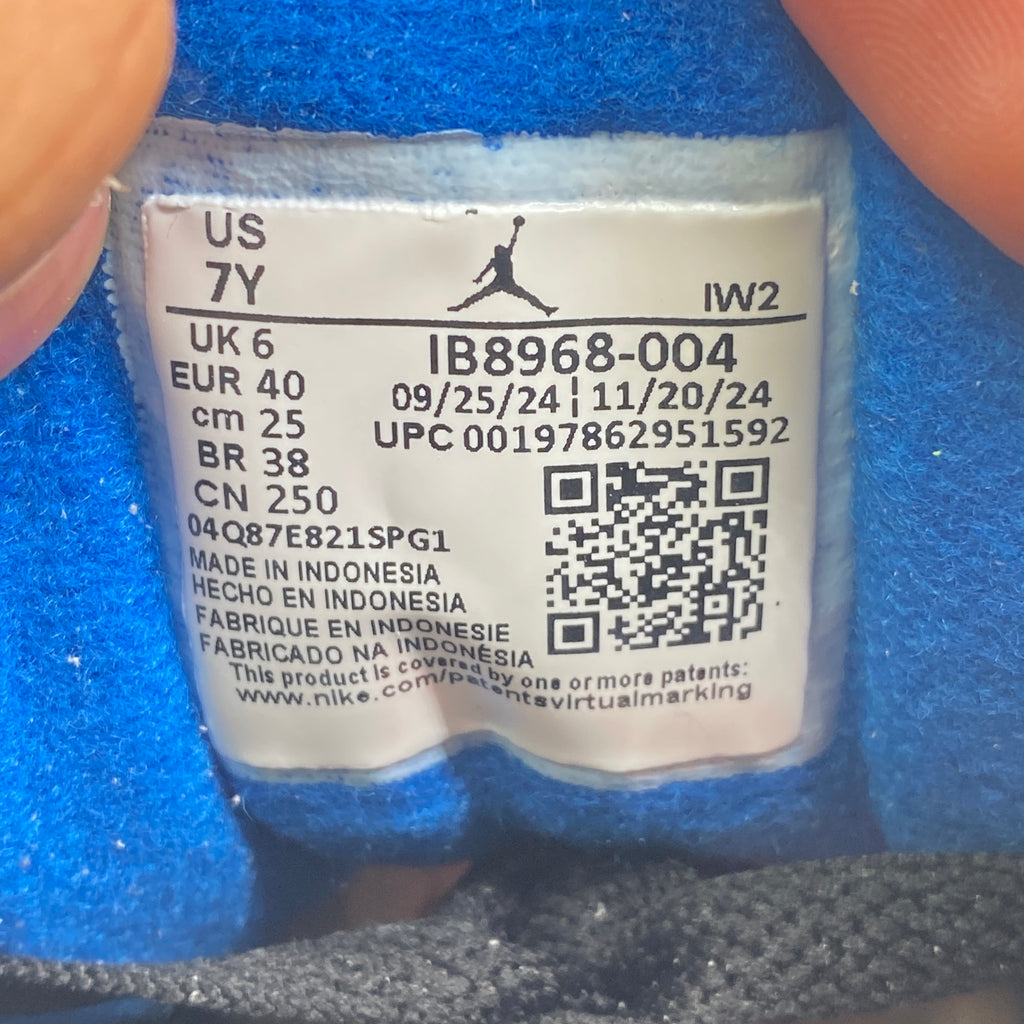 US
7Y
IW2
UK 6
EUR 40
cm 25
BR 38
CN 250
IB8968-004
09/25/24 ¦ 11/20/24
UPC 00197862951592
04Q87E821SPG1
MADE IN INDONESIA
HECHO EN INDONESIA
FABRIQUE EN INDONESIE
FABRICADO NA INDONÉSIA
This product is covered by one or more patents:
www.nike.com/patentsvirtualmarking